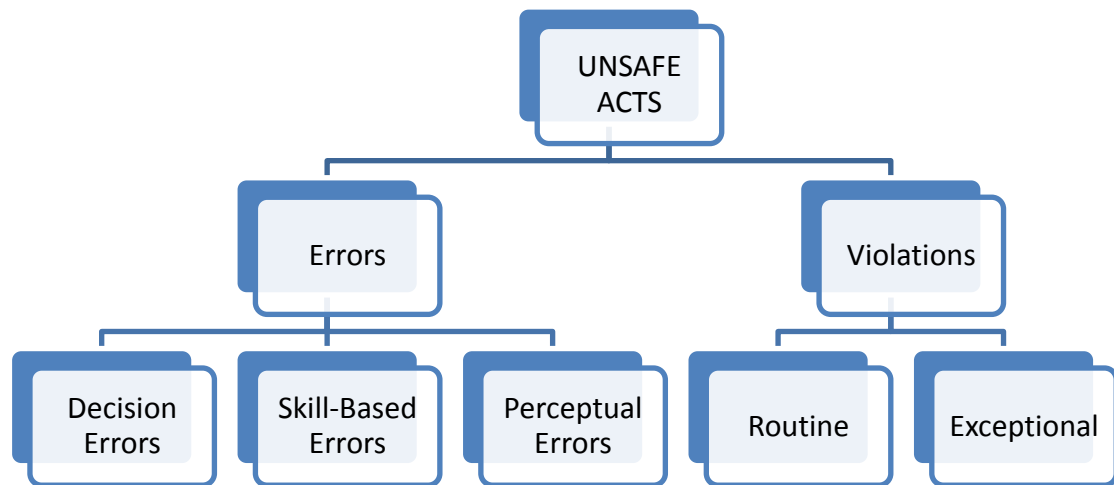 UNSAFE
ACTS
Errors
Violations
Decision
Errors
Skill-Based
Errors
Perceptual
Errors
Routine
Exceptional